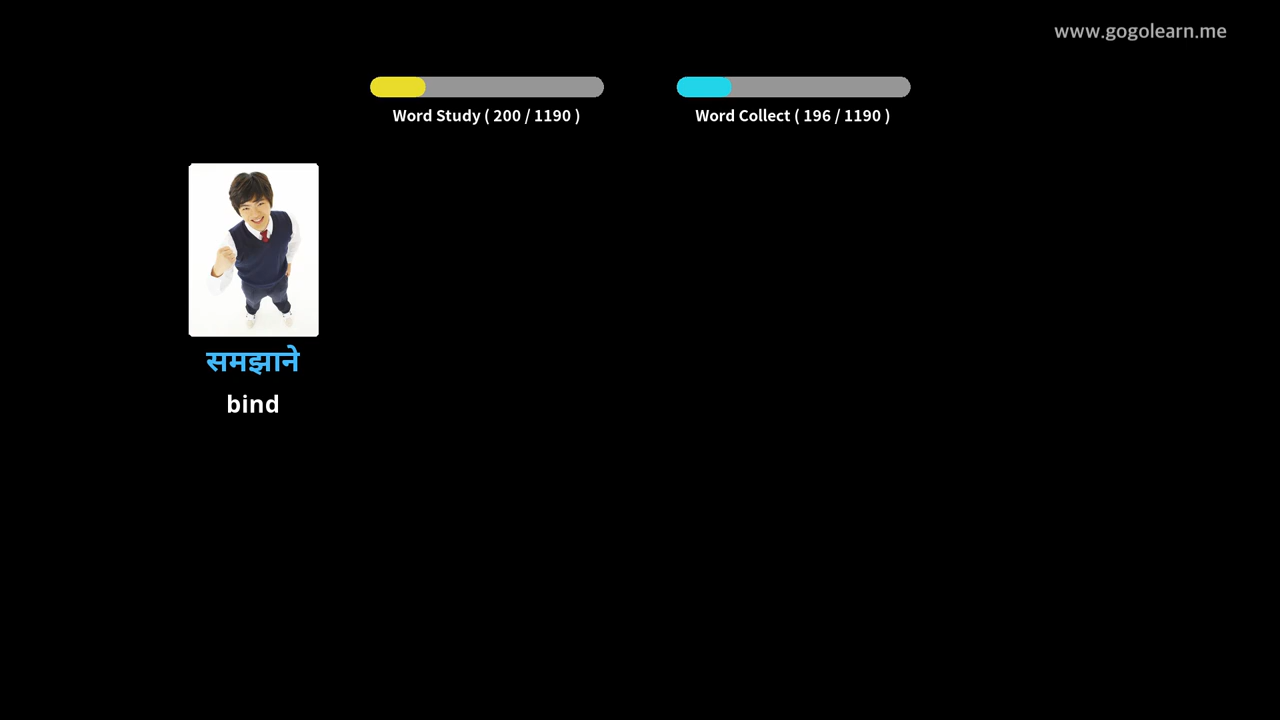 www.gogolearn.me
Word Study ( 200 / 1190 )
Word Collect ( 196 / 1190 )
समझाने
bind